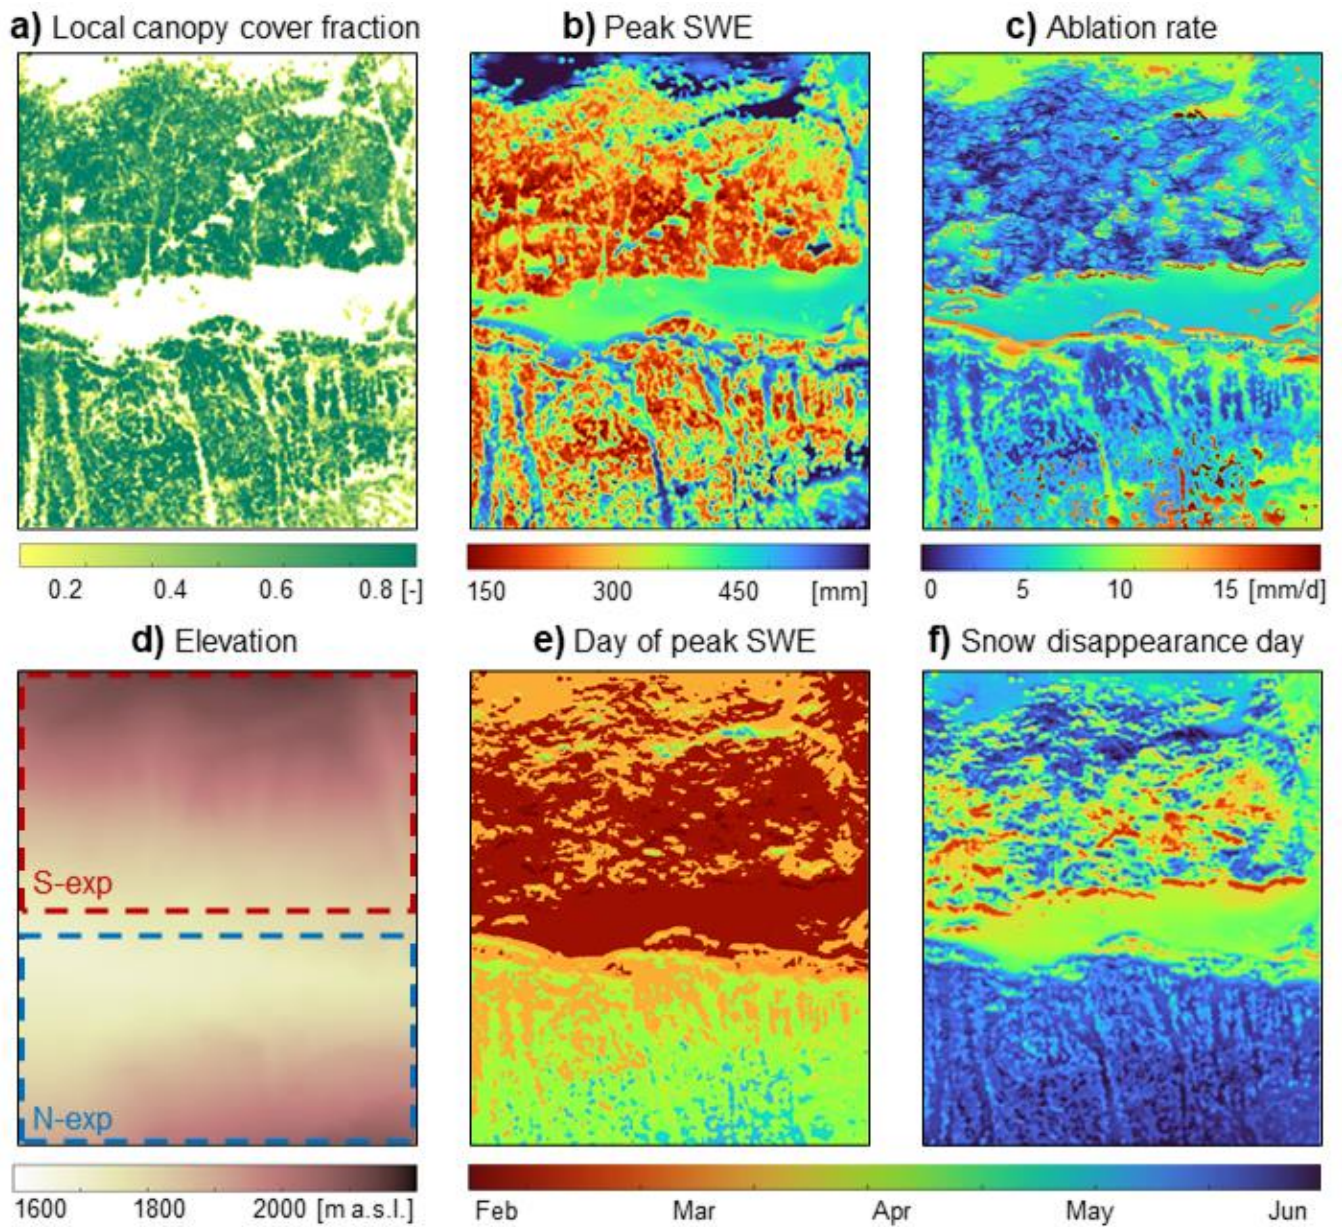 a) Local canopy cover fraction
b) Peak SWE
c) Ablation rate
0.2 0.4 0.6 0.8 [-]
150 300 450 [mm]
0 5 10 15 [mm/d]
d) Elevation
e) Day of peak SWE
f) Snow disappearance day
S-exp
N-exp
1600 1800 2000 [m a.s.l.]
Feb Mar Apr May Jun